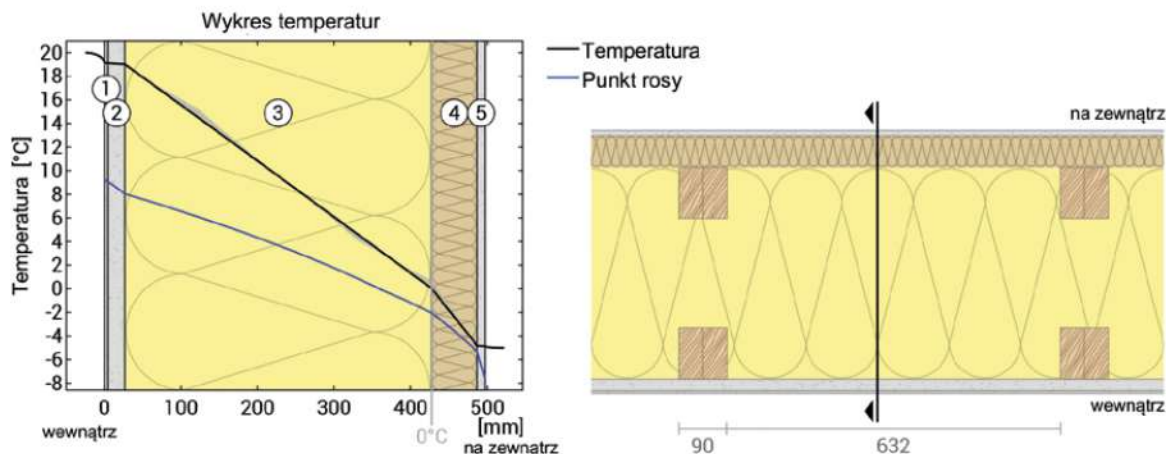 Wykres temperatur
Temperatura [°C]
20
18
16
14
12
10
8
6
4
2
0
-2
-4
-6
-8
1
2
3
4
5
0
100
200
300
400
500
0°C
[mm]
wewnątrz
na zewnątrz
Temperatura
Punkt rosy
na zewnątrz
wewnątrz
90
632